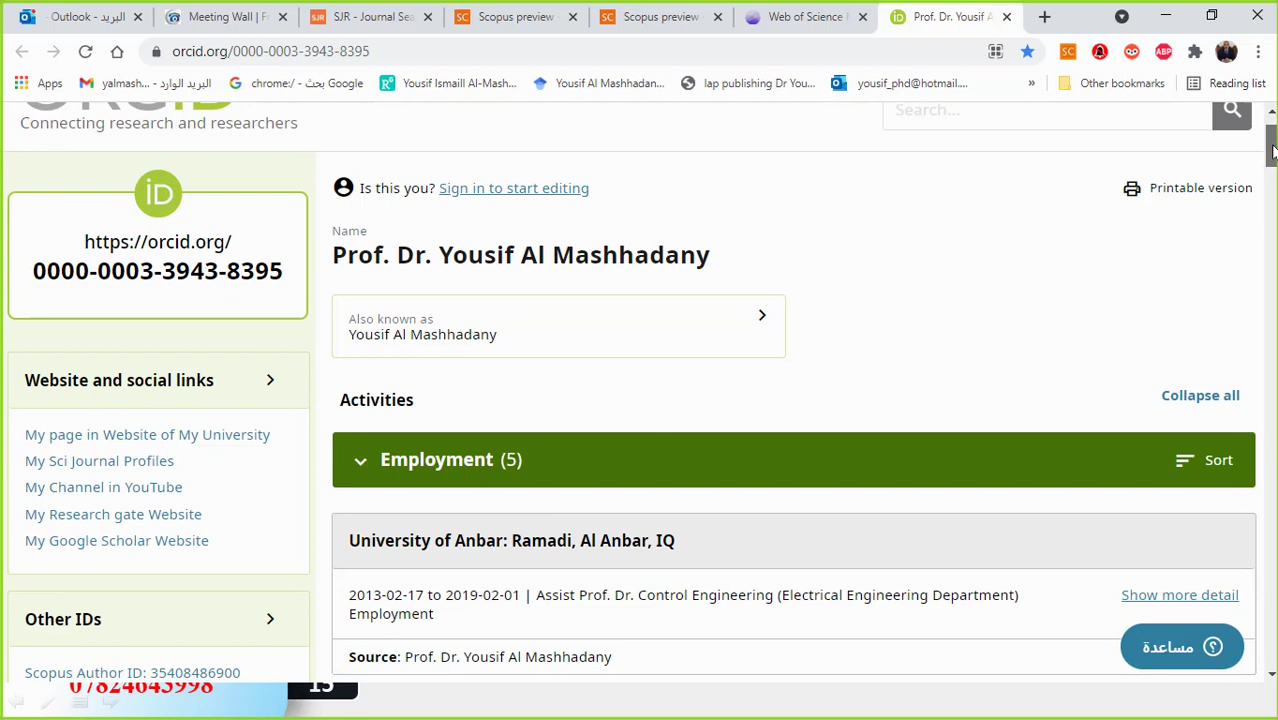 Outlook - البريد
Meeting Wall | Fr
SJR - Journal Sea
Scopus preview -
Scopus preview -
Web of Science
Prof. Dr. Yousif A
orcid.org/0000-0003-3943-8395
Apps
yalmash... - البريد الوارد
chrome:/ - بحث Google
Yousif Ismaill Al-Mash...
Yousif Al Mashhadan...
lap publishing Dr You...
yousif_phd@hotmail....
»
Other bookmarks
Reading list
ORCID
Connecting research and researchers
Search...
iD
https://orcid.org/
0000-0003-3943-8395
Is this you? Sign in to start editing
Printable version
Name
Prof. Dr. Yousif Al Mashhadany
Also known as
Yousif Al Mashhadany
Website and social links
My page in Website of My University
My Sci Journal Profiles
My Channel in YouTube
My Research gate Website
My Google Scholar Website
Other IDs
Scopus Author ID: 35408486900
Activities
Collapse all
Employment (5)
Sort
University of Anbar: Ramadi, Al Anbar, IQ
2013-02-17 to 2019-02-01 | Assist Prof. Dr. Control Engineering (Electrical Engineering Department)
Employment
Show more detail
Source: Prof. Dr. Yousif Al Mashhadany
مساعدة
07824643998
15